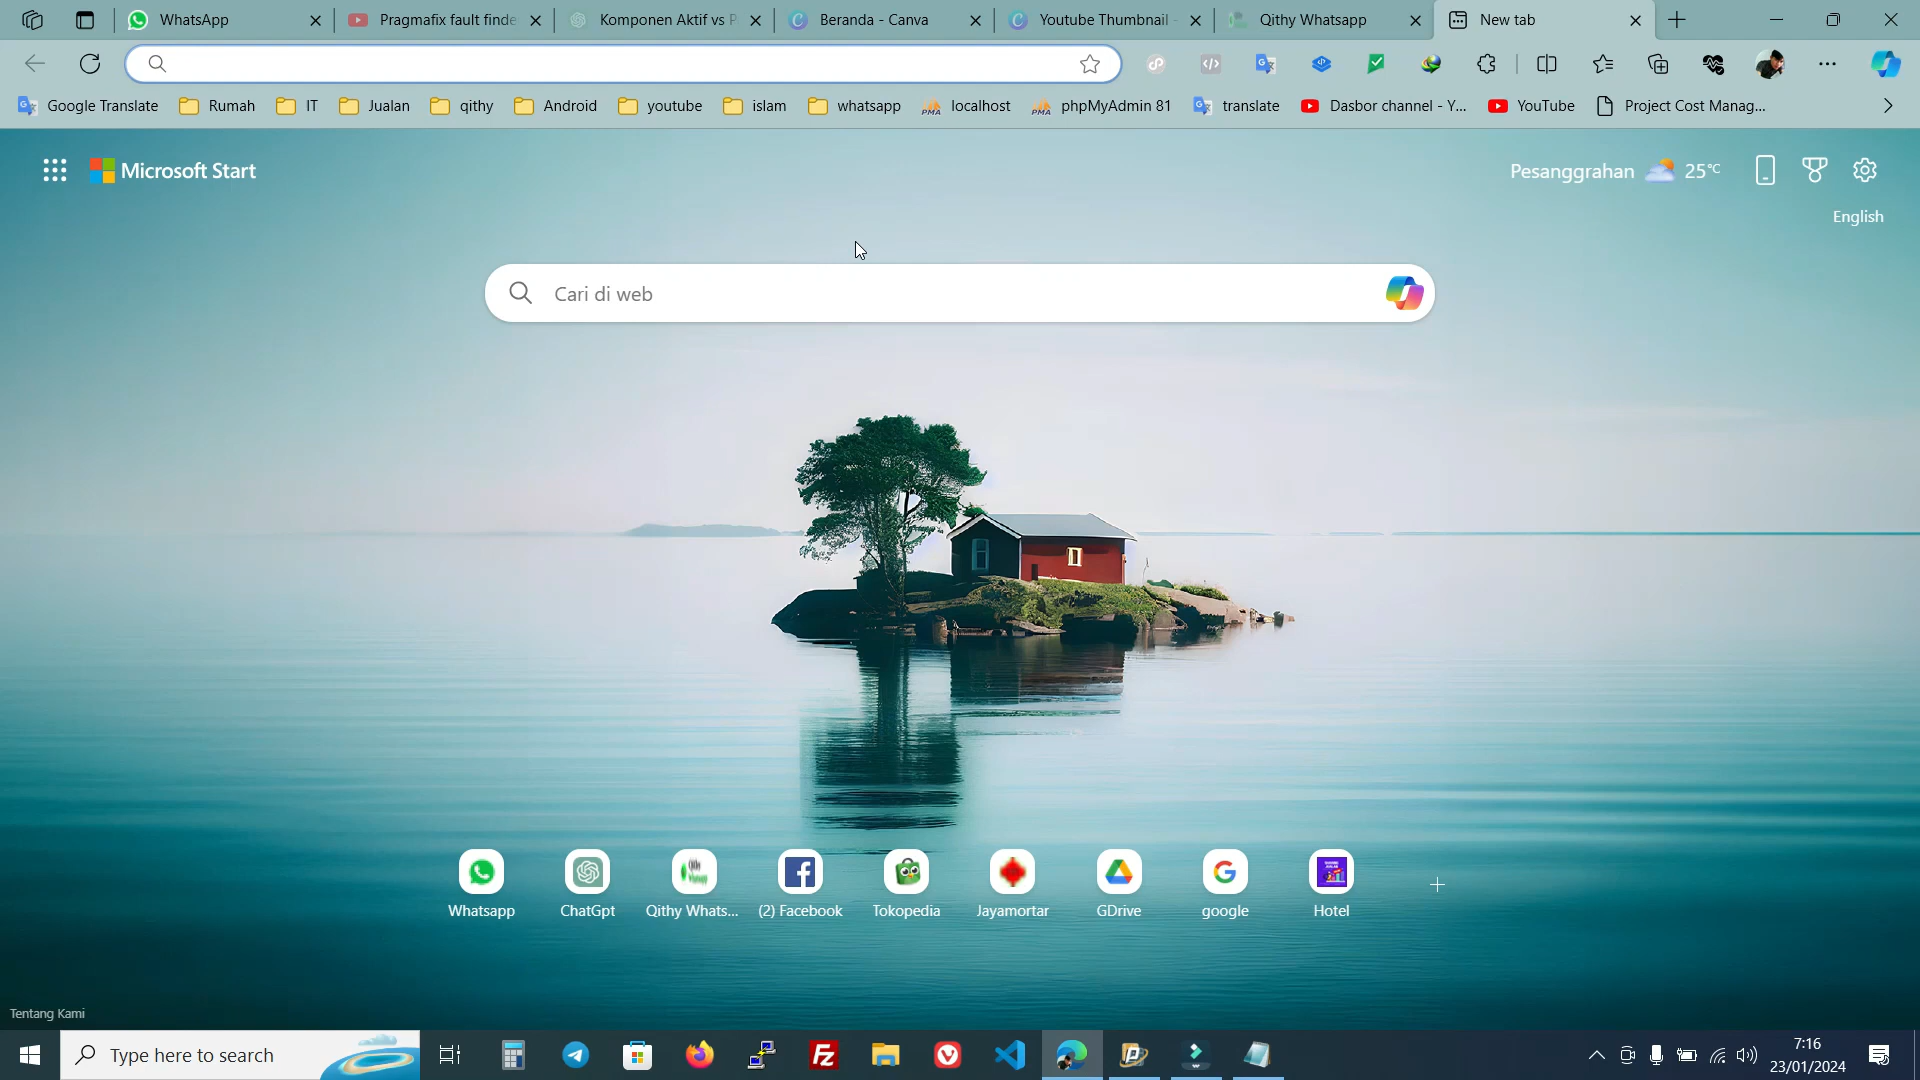 WhatsApp
Pragmafix fault finde
Komponen Aktif vs P
Beranda - Canva
Youtube Thumbnail -
Qithy Whatsapp
New tab
Google Translate
Rumah
IT
Jualan
qithy
Android
youtube
islam
whatsapp
localhost
phpMyAdmin 81
translate
Dasbor channel - Y...
YouTube
Project Cost Manag...
Microsoft Start
Pesanggrahan
25°C
English
Cari di web
Whatsapp
ChatGpt
Qithy Whats...
(2) Facebook
Tokopedia
Jayamortar
GDrive
google
Hotel
Tentang Kami
Type here to search
7:16
23/01/2024